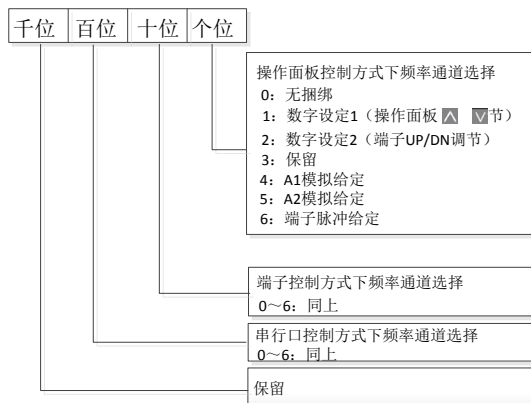 千位 百位 十位 个位
操作面板控制方式下频率通道选择
0：无捆绑
1：数字设定1（操作面板 ∧ ∨节）
2：数字设定2（端子UP/DN调节）
3：保留
4：A1模拟给定
5：A2模拟给定
6：端子脉冲给定
端子控制方式下频率通道选择
0～6：同上
串行口控制方式下频率通道选择
0～6：同上
保留